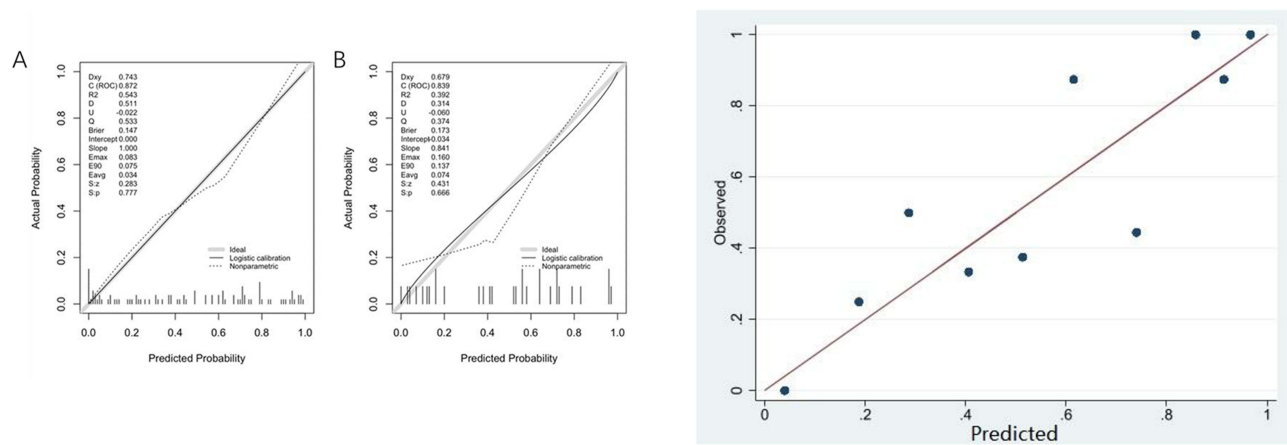 A
Dxy 0.743
C (ROC) 0.872
R2 0.543
D 0.511
U -0.022
Q 0.533
Brier 0.147
Intercept 0.000
Slope 1.000
Emax 0.083
E90 0.075
Eavg 0.034
S:z 0.283
S:p 0.777
Ideal
Logistic calibration
Nonparametric
Actual Probability
1.0
0.8
0.6
0.4
0.2
0.0
0.0 0.2 0.4 0.6 0.8 1.0
Predicted Probability
B
Dxy 0.679
C (ROC) 0.839
R2 0.392
D 0.314
U -0.060
Q 0.374
Brier 0.173
Intercept-0.034
Slope 0.841
Emax 0.160
E90 0.137
Eavg 0.074
S:z 0.431
S:p 0.666
Ideal
Logistic calibration
Nonparametric
Actual Probability
1.0
0.8
0.6
0.4
0.2
0.0
0.0 0.2 0.4 0.6 0.8 1.0
Predicted Probability
Observed
1
.8
.6
.4
.2
0
0 .2 .4 .6 .8 1
Predicted